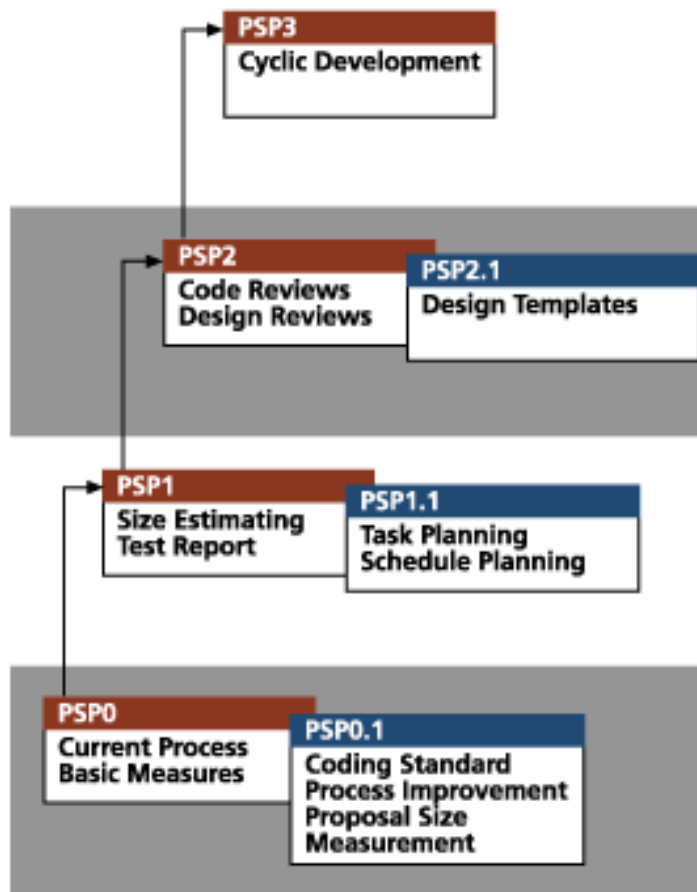 PSP3
Cyclic Development
PSP2
Code Reviews
Design Reviews
PSP2.1
Design Templates
PSP1
Size Estimating
Test Report
PSP1.1
Task Planning
Schedule Planning
PSP0
Current Process
Basic Measures
PSP0.1
Coding Standard
Process Improvement
Proposal Size
Measurement